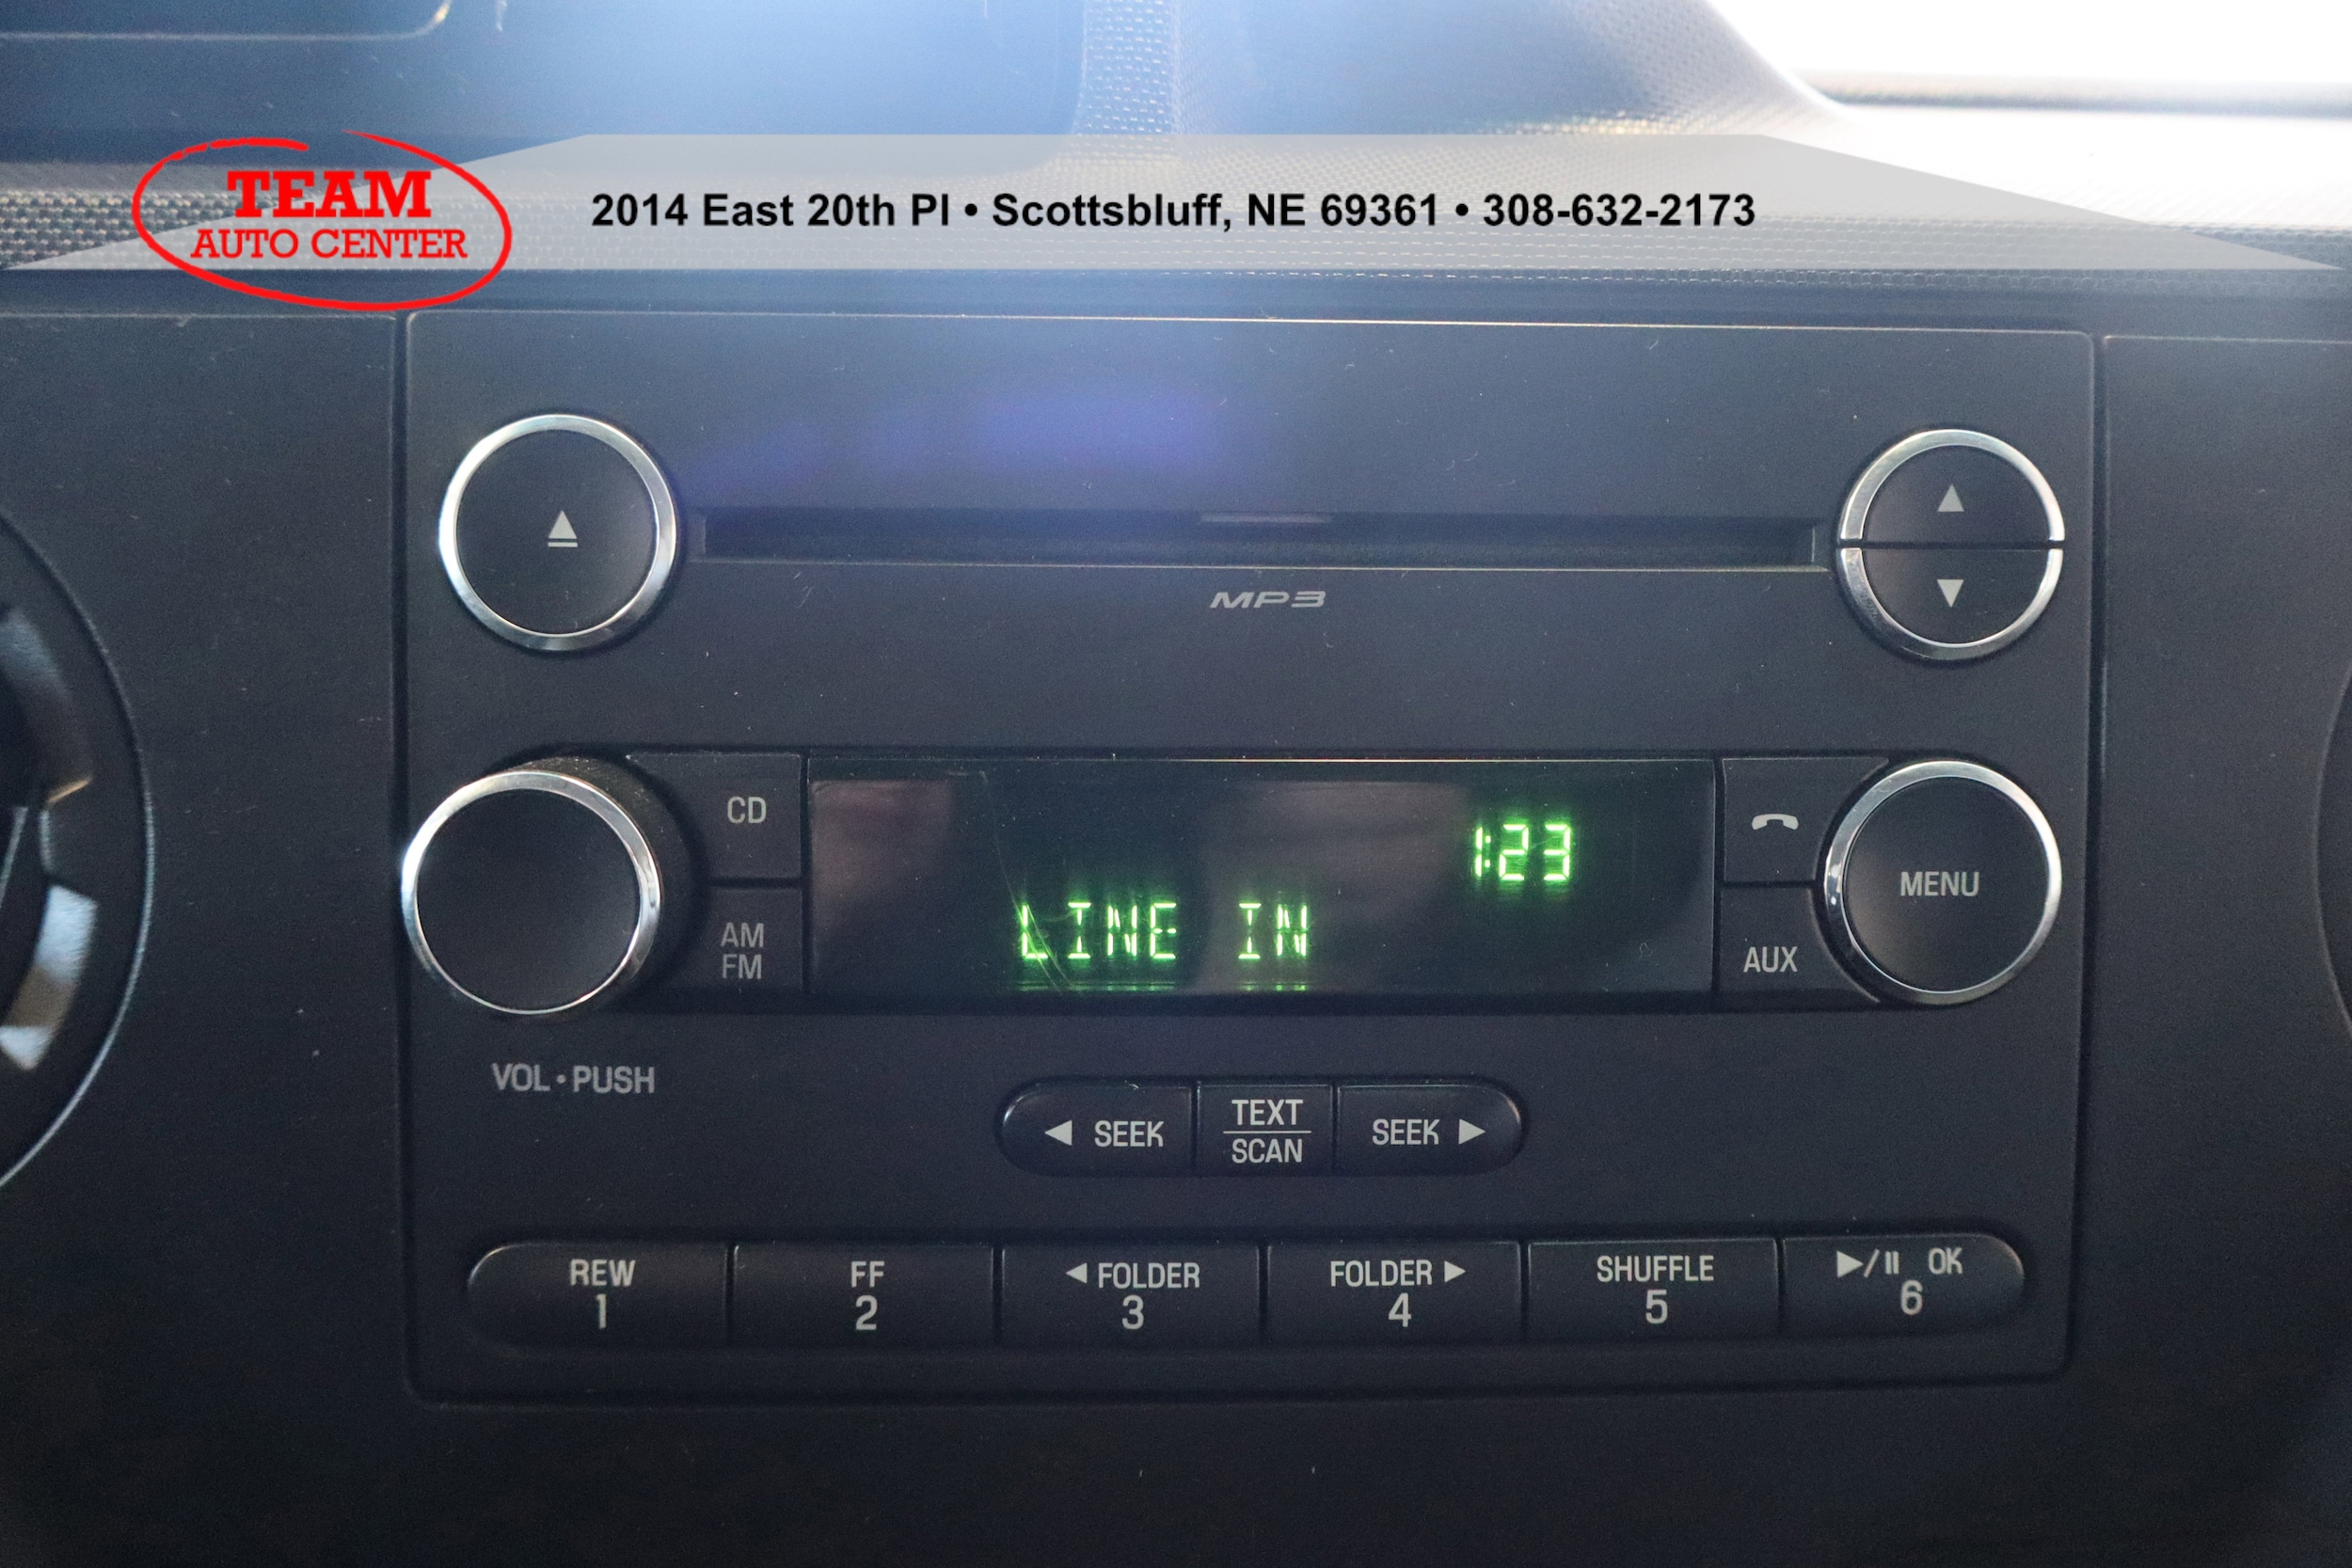 TEAM
AUTO CENTER
2014 East 20th Pl • Scottsbluff, NE 69361 • 308-632-2173
MP3
CD
1:23
LINE IN
AM
FM
MENU
AUX
VOL • PUSH
◀ SEEK
TEXT
SCAN
SEEK ▶
REW
1
FF
2
◀ FOLDER
3
FOLDER ▶
4
SHUFFLE
5
▶/II OK
6